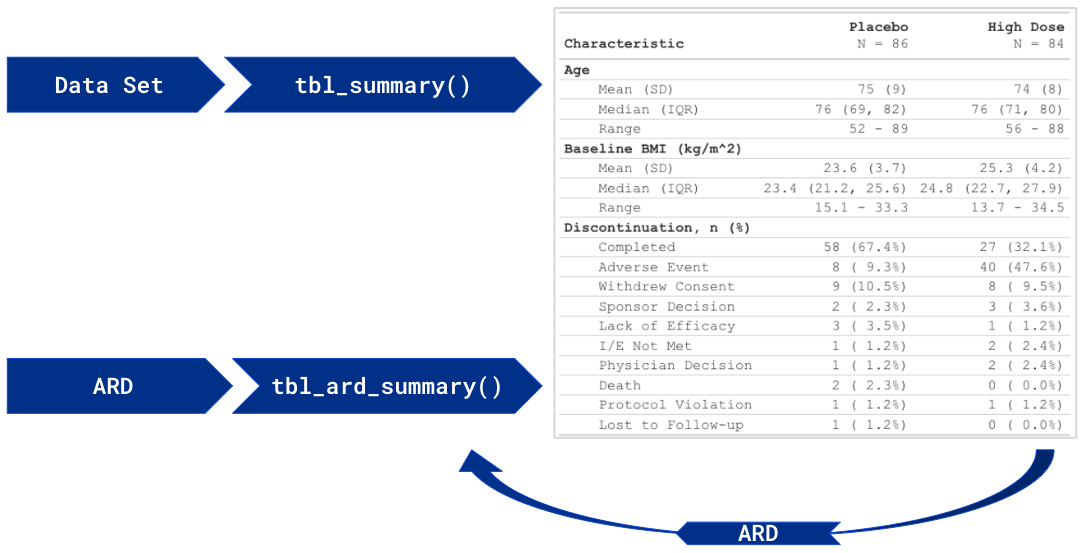 Data Set
tbl_summary()
Placebo High Dose
Characteristic N = 86 N = 84
Age
Mean (SD) 75 (9) 74 (8)
Median (IQR) 76 (69, 82) 76 (71, 80)
Range 52 - 89 56 - 88
Baseline BMI (kg/m^2)
Mean (SD) 23.6 (3.7) 25.3 (4.2)
Median (IQR) 23.4 (21.2, 25.6) 24.8 (22.7, 27.9)
Range 15.1 - 33.3 13.7 - 34.5
Discontinuation, n (%)
Completed 58 (67.4%) 27 (32.1%)
Adverse Event 8 ( 9.3%) 40 (47.6%)
Withdrew Consent 9 (10.5%) 8 ( 9.5%)
Sponsor Decision 2 ( 2.3%) 3 ( 3.6%)
Lack of Efficacy 3 ( 3.5%) 1 ( 1.2%)
I/E Not Met 1 ( 1.2%) 2 ( 2.4%)
Physician Decision 1 ( 1.2%) 2 ( 2.4%)
Death 2 ( 2.3%) 0 ( 0.0%)
Protocol Violation 1 ( 1.2%) 1 ( 1.2%)
Lost to Follow-up 1 ( 1.2%) 0 ( 0.0%)
ARD
tbl_ard_summary()
ARD